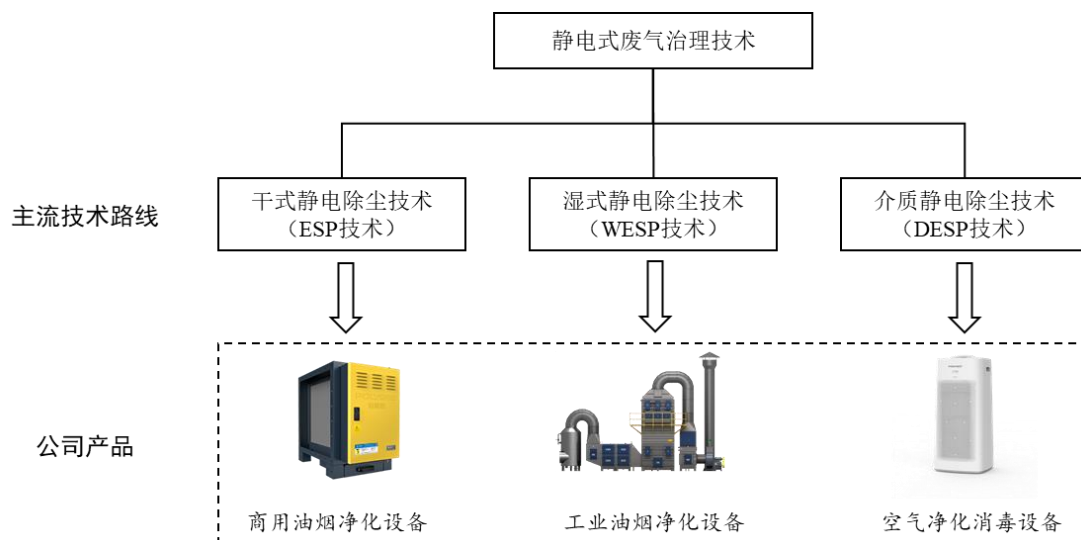 静电式废气治理技术
主流技术路线
干式静电除尘技术
（ESP技术）
湿式静电除尘技术
（WESP技术）
介质静电除尘技术
（DESP技术）
公司产品
商用油烟净化设备
工业油烟净化设备
空气净化消毒设备